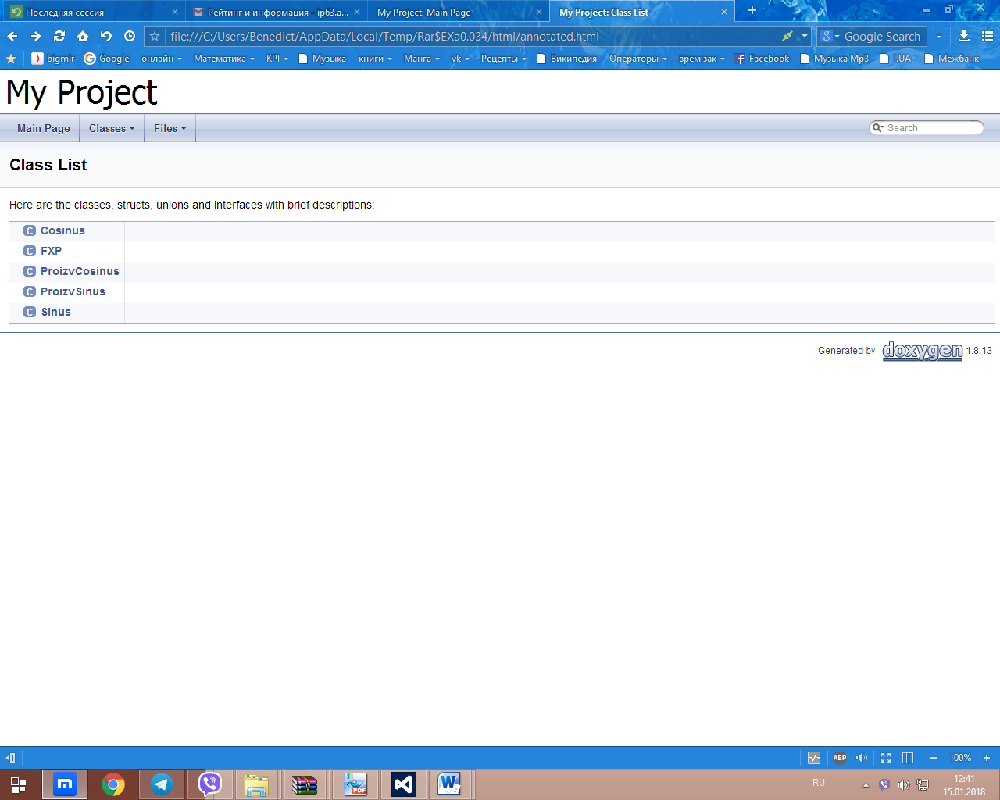 Последняя сессия
Рейтинг и информация - ip63.a...
My Project: Main Page
My Project: Class List
file:///C:/Users/Benedict/AppData/Local/Temp/Rar$EXa0.034/html/annotated.html
Google Search
bigmir Google онлайн Математика KPI Музыка книги Манга vk Рецепты Википедия Операторы врем зак Facebook Музыка Mp3 I.UA Межбанк
My Project
Main Page Classes Files
Search
Class List
Here are the classes, structs, unions and interfaces with brief descriptions:
C Cosinus
C FXP
C ProizvCosinus
C ProizvSinus
C Sinus
Generated by doxygen 1.8.13
ABP
100%
PDF
RU
12:41
15.01.2018